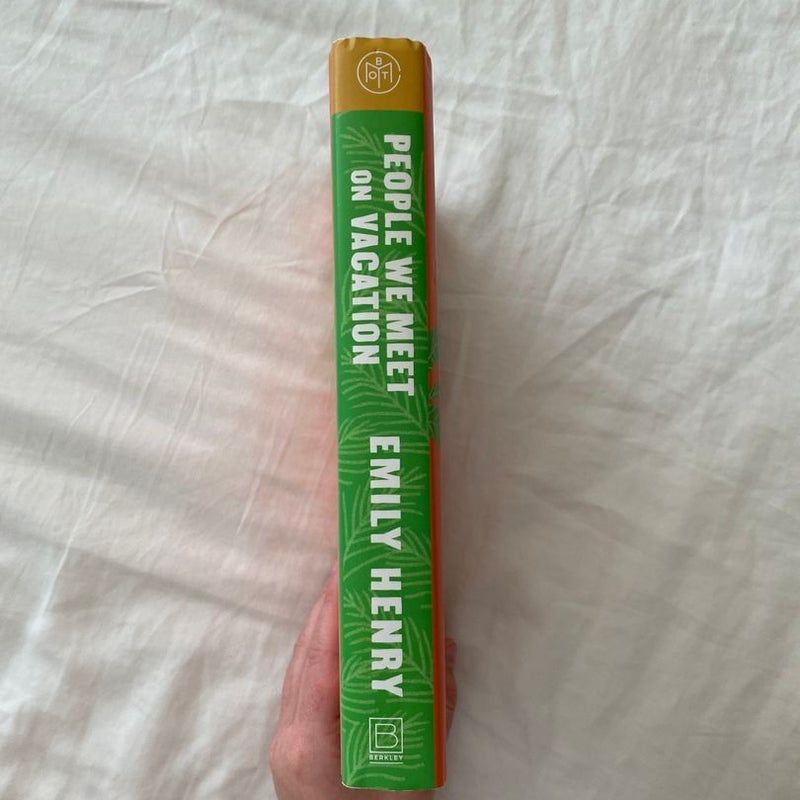 BOTM
PEOPLE WE MEET
ON VACATION
EMILY HENRY
B
BERKLEY